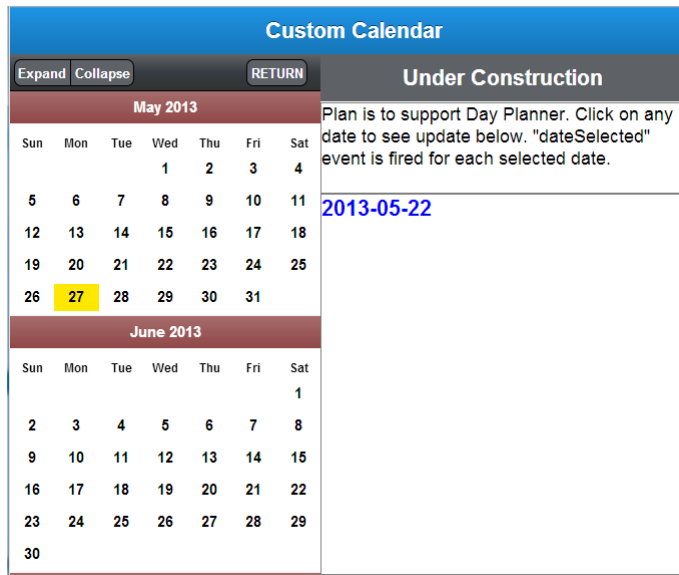 Custom Calendar
Expand Collapse RETURN
May 2013
Sun Mon Tue Wed Thu Fri Sat
1 2 3 4
5 6 7 8 9 10 11
12 13 14 15 16 17 18
19 20 21 22 23 24 25
26 27 28 29 30 31
June 2013
Sun Mon Tue Wed Thu Fri Sat
1
2 3 4 5 6 7 8
9 10 11 12 13 14 15
16 17 18 19 20 21 22
23 24 25 26 27 28 29
30
Under Construction
Plan is to support Day Planner. Click on any
date to see update below. "dateSelected"
event is fired for each selected date.
2013-05-22